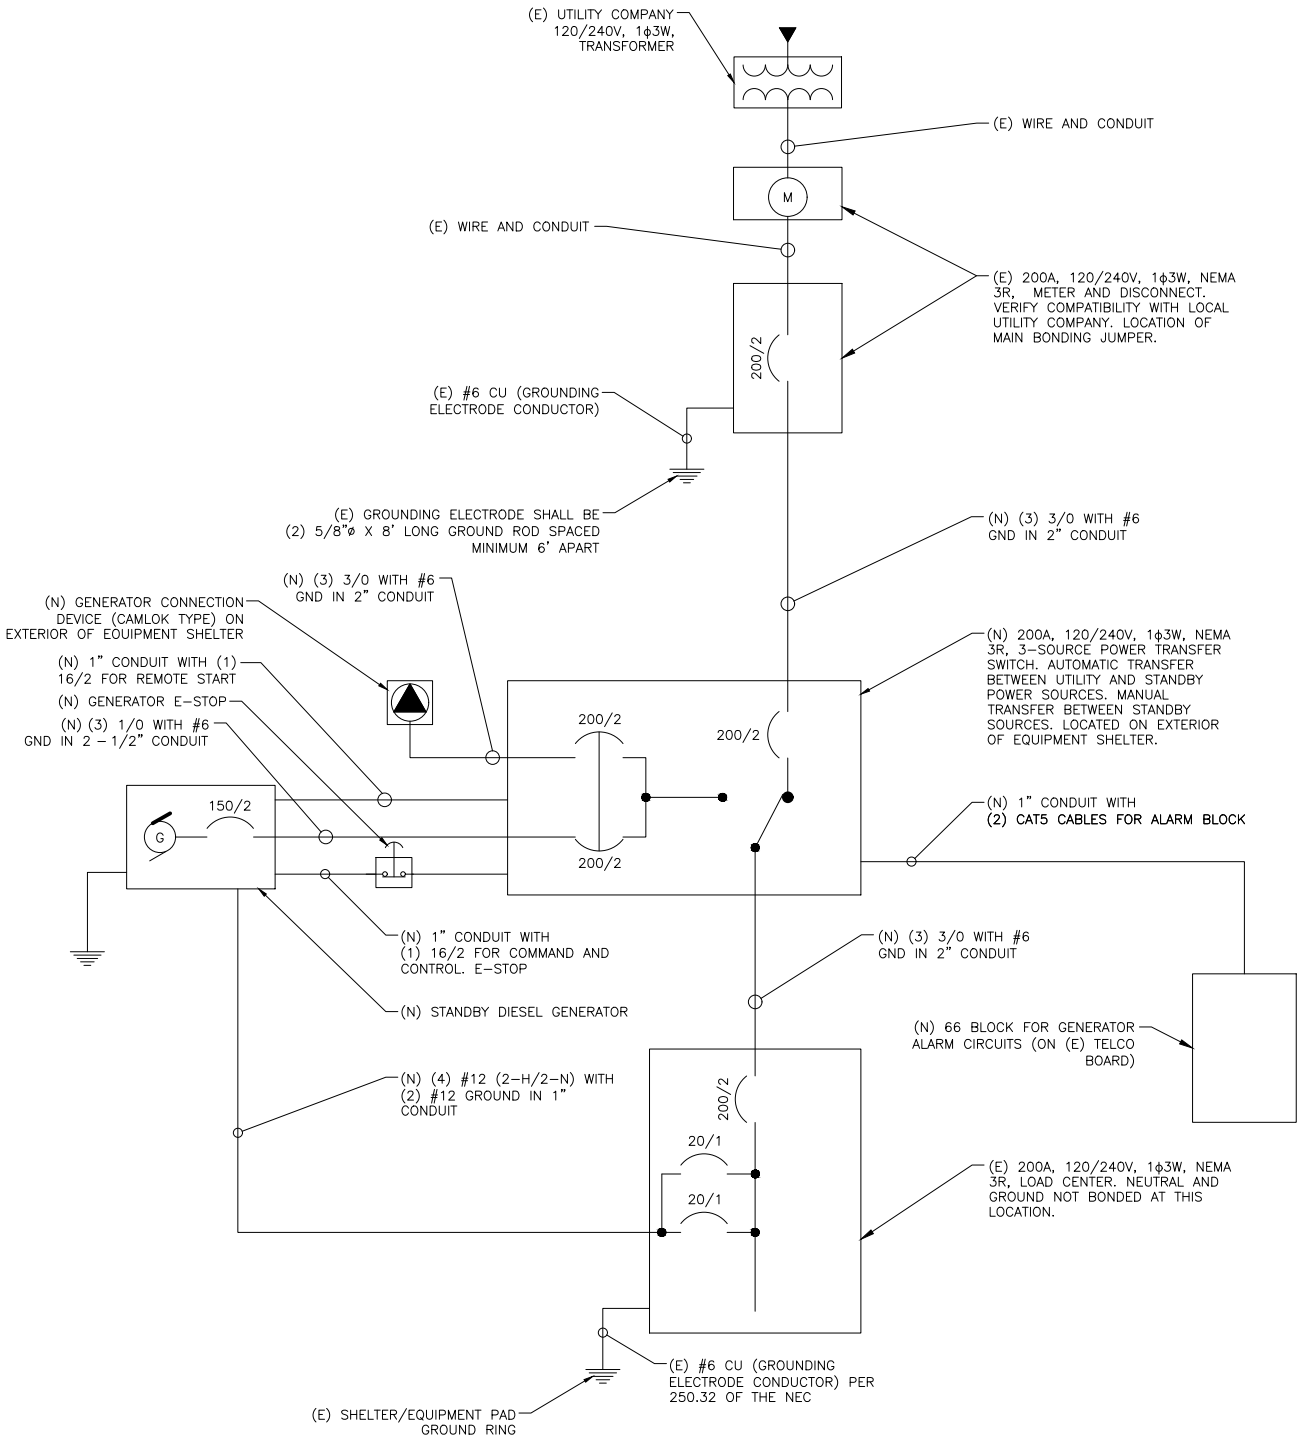 (E) UTILITY COMPANY
120/240V, 1ϕ3W,
TRANSFORMER
(E) WIRE AND CONDUIT
M
(E) WIRE AND CONDUIT
(E) 200A, 120/240V, 1ϕ3W, NEMA
3R, METER AND DISCONNECT.
VERIFY COMPATIBILITY WITH LOCAL
UTILITY COMPANY. LOCATION OF
MAIN BONDING JUMPER.
200/2
(E) #6 CU (GROUNDING
ELECTRODE CONDUCTOR)
(E) GROUNDING ELECTRODE SHALL BE
(2) 5/8"ø X 8' LONG GROUND ROD SPACED
MINIMUM 6' APART
(N) (3) 3/0 WITH #6
GND IN 2" CONDUIT
(N) (3) 3/0 WITH #6
GND IN 2" CONDUIT
(N) GENERATOR CONNECTION
DEVICE (CAMLOK TYPE) ON
EXTERIOR OF EQUIPMENT SHELTER
(N) 1" CONDUIT WITH (1)
16/2 FOR REMOTE START
(N) GENERATOR E-STOP
(N) (3) 1/0 WITH #6
GND IN 2 - 1/2" CONDUIT
(N) 200A, 120/240V, 1ϕ3W, NEMA
3R, 3-SOURCE POWER TRANSFER
SWITCH. AUTOMATIC TRANSFER
BETWEEN UTILITY AND STANDBY
POWER SOURCES. MANUAL
TRANSFER BETWEEN STANDBY
SOURCES. LOCATED ON EXTERIOR
OF EQUIPMENT SHELTER.
200/2
200/2
150/2
G
200/2
(N) 1" CONDUIT WITH
(2) CAT5 CABLES FOR ALARM BLOCK
(N) 1" CONDUIT WITH
(1) 16/2 FOR COMMAND AND
CONTROL. E-STOP
(N) STANDBY DIESEL GENERATOR
(N) (3) 3/0 WITH #6
GND IN 2" CONDUIT
(N) 66 BLOCK FOR GENERATOR
ALARM CIRCUITS (ON (E) TELCO
BOARD)
(N) (4) #12 (2-H/2-N) WITH
(2) #12 GROUND IN 1"
CONDUIT
200/2
20/1
20/1
(E) 200A, 120/240V, 1ϕ3W, NEMA
3R, LOAD CENTER. NEUTRAL AND
GROUND NOT BONDED AT THIS
LOCATION.
(E) #6 CU (GROUNDING
ELECTRODE CONDUCTOR) PER
250.32 OF THE NEC
(E) SHELTER/EQUIPMENT PAD
GROUND RING